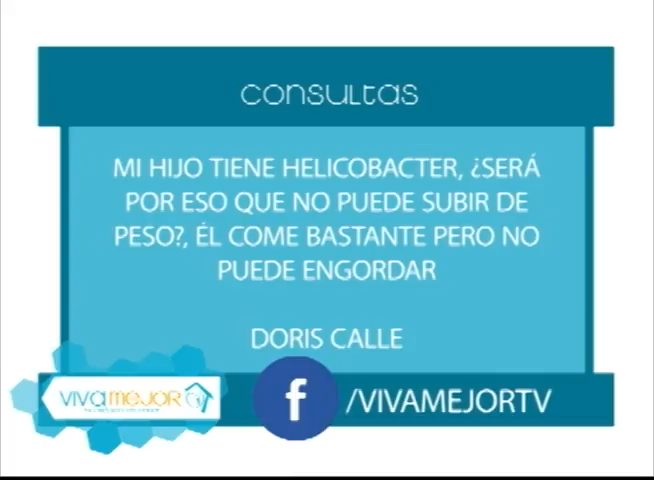 CONSULTAS
MI HIJO TIENE HELICOBACTER, ¿SERÁ
POR ESO QUE NO PUEDE SUBIR DE
PESO?, ÉL COME BASTANTE PERO NO
PUEDE ENGORDAR
DORIS CALLE
VIVAMEJOR
f /VIVAMEJORTV